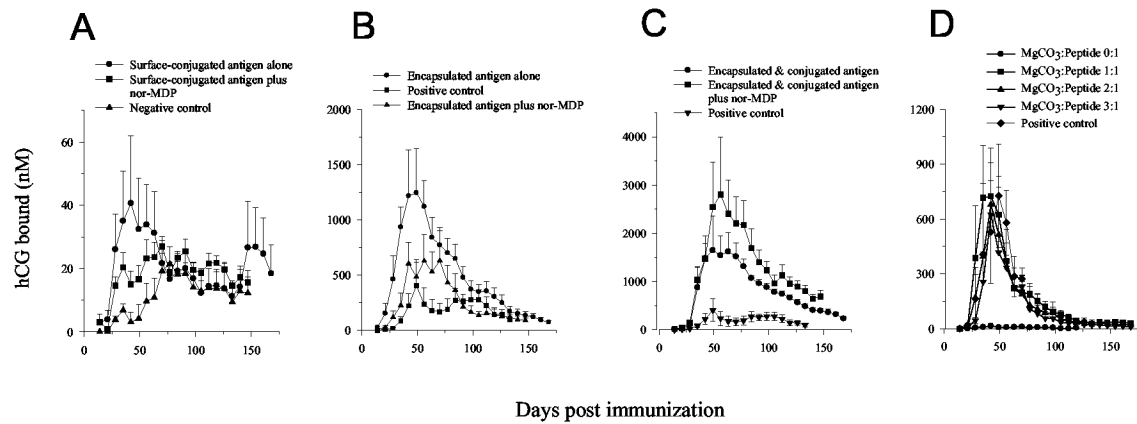 A
Surface-conjugated antigen alone
Surface-conjugated antigen plus
nor-MDP
Negative control
60
40
20
0
0 50 100 150
B
Encapsulated antigen alone
Positive control
Encapsulated antigen plus nor-MDP
2000
1500
1000
500
0
0 50 100 150
C
Encapsulated & conjugated antigen
Encapsulated & conjugated antigen
plus nor-MDP
Positive control
4000
3000
2000
1000
0
0 50 100 150
D
MgCO3:Peptide 0:1
MgCO3:Peptide 1:1
MgCO3:Peptide 2:1
MgCO3:Peptide 3:1
Positive control
1200
900
600
300
0
0 50 100 150
hCG bound (nM)
Days post immunization